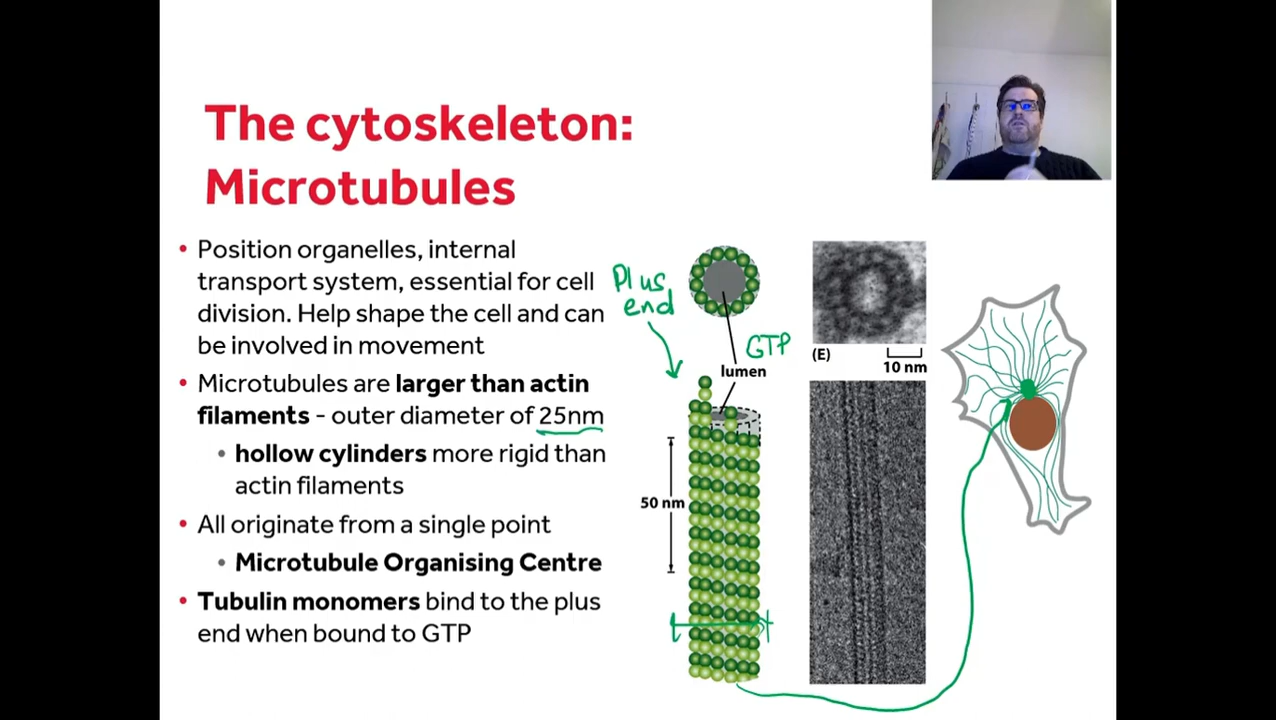 The cytoskeleton:
Microtubules
• Position organelles, internal
transport system, essential for cell
division. Help shape the cell and can
be involved in movement
• Microtubules are larger than actin
filaments - outer diameter of 25nm
• hollow cylinders more rigid than
actin filaments
• All originate from a single point
• Microtubule Organising Centre
• Tubulin monomers bind to the plus
end when bound to GTP
Plus
end
GTP
lumen
50 nm
(E)
10 nm